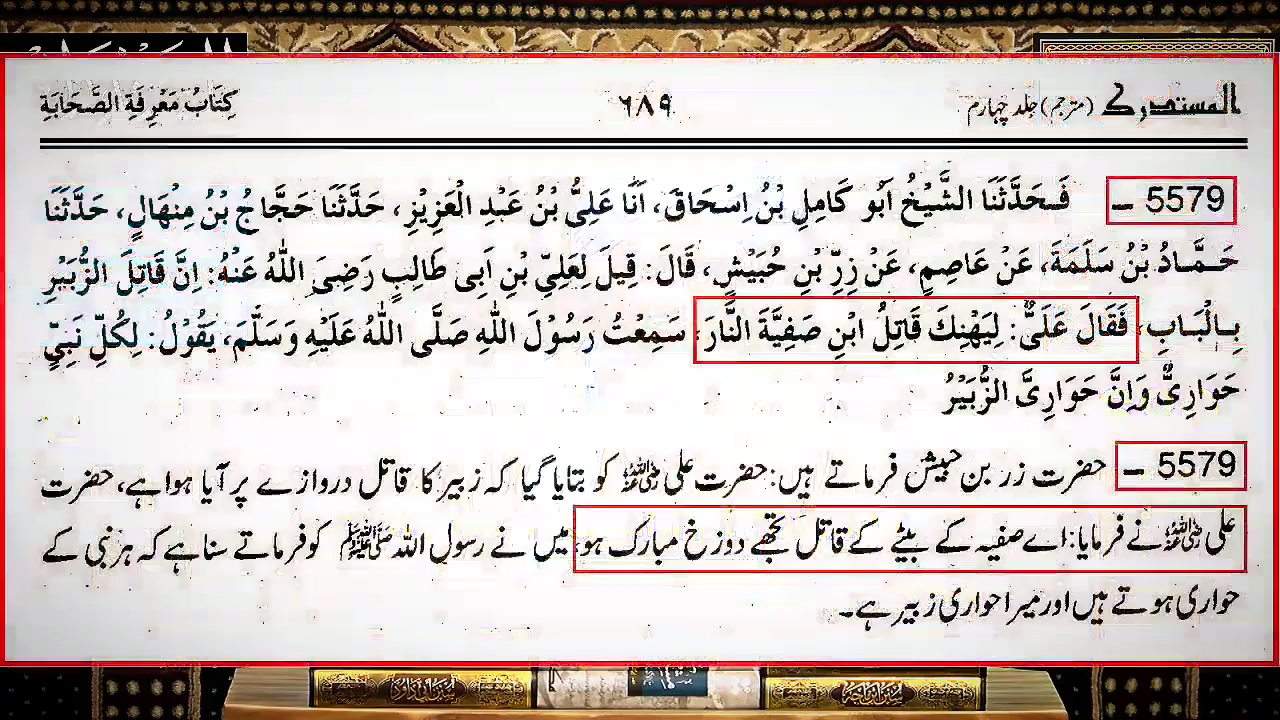 المستدرک (مترجم) جلد چہارم
٦٨٩
كِتَابُ مَعْرِفَةِ الصَّحَابَةِ
5579 – فَحَدَّثَنَا الشَّيْخُ اَبُو كَامِلِ بْنُ اِسْحَاقَ، اَنَا عَلِىُّ بْنُ عَبْدِ الْعَزِيْزِ، حَدَّثَنَا حَجَّاجُ بْنُ مِنْهَالٍ، حَدَّثَنَا
حَمَّادُ بْنُ سَلَمَةَ، عَنْ عَاصِمٍ، عَنْ زِرِّ بْنِ حُبَيْشٍ، قَالَ: قِيلَ لِعَلِيِّ بْنِ اَبِى طَالِبٍ رَضِىَ اللّٰهُ عَنْهُ: اِنَّ قَاتِلَ الزُّبَيْرِ
بِالْبَابِ، فَقَالَ عَلَىٌّ: لِيَهْنِكَ قَاتِلُ ابْنِ صَفِيَّةَ النَّارَ، سَمِعْتُ رَسُوْلَ اللّٰهِ صَلَّى اللّٰهُ عَلَيْهِ وَسَلَّمَ، يَقُوْلُ: لِكُلِّ نَبِيٍّ
حَوَارِىٌّ وَاِنَّ حَوَارِىَّ الزُّبَيْرُ
5579 – حضرت زر بن حبیش فرماتے ہیں: حضرت علی رضی اللہ عنہ کو بتایا گیا کہ زبیر کا قاتل دروازے پر آیا ہوا ہے، حضرت
علی رضی اللہ عنہ نے فرمایا: اے صفیہ کے بیٹے کے قاتل تجھے دوزخ مبارک ہو، میں نے رسول اللہ ﷺ کو فرماتے سنا ہے کہ ہر نبی کے
حواری ہوتے ہیں اور میرا حواری زبیر ہے۔